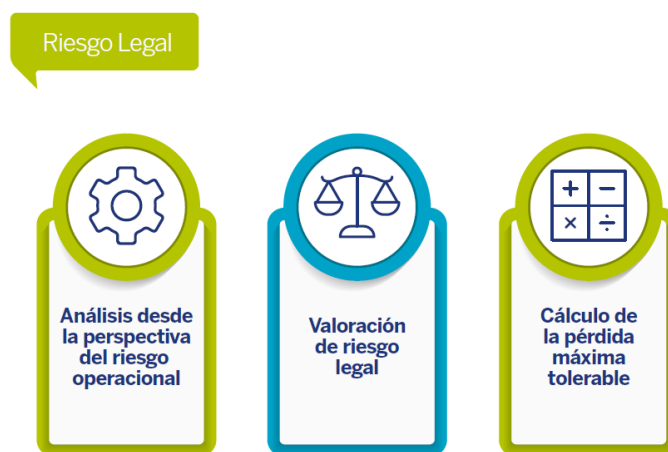 Riesgo Legal
Análisis desde
la perspectiva
del riesgo
operacional
Valoración
de riesgo
legal
Cálculo de
la pérdida
máxima
tolerable